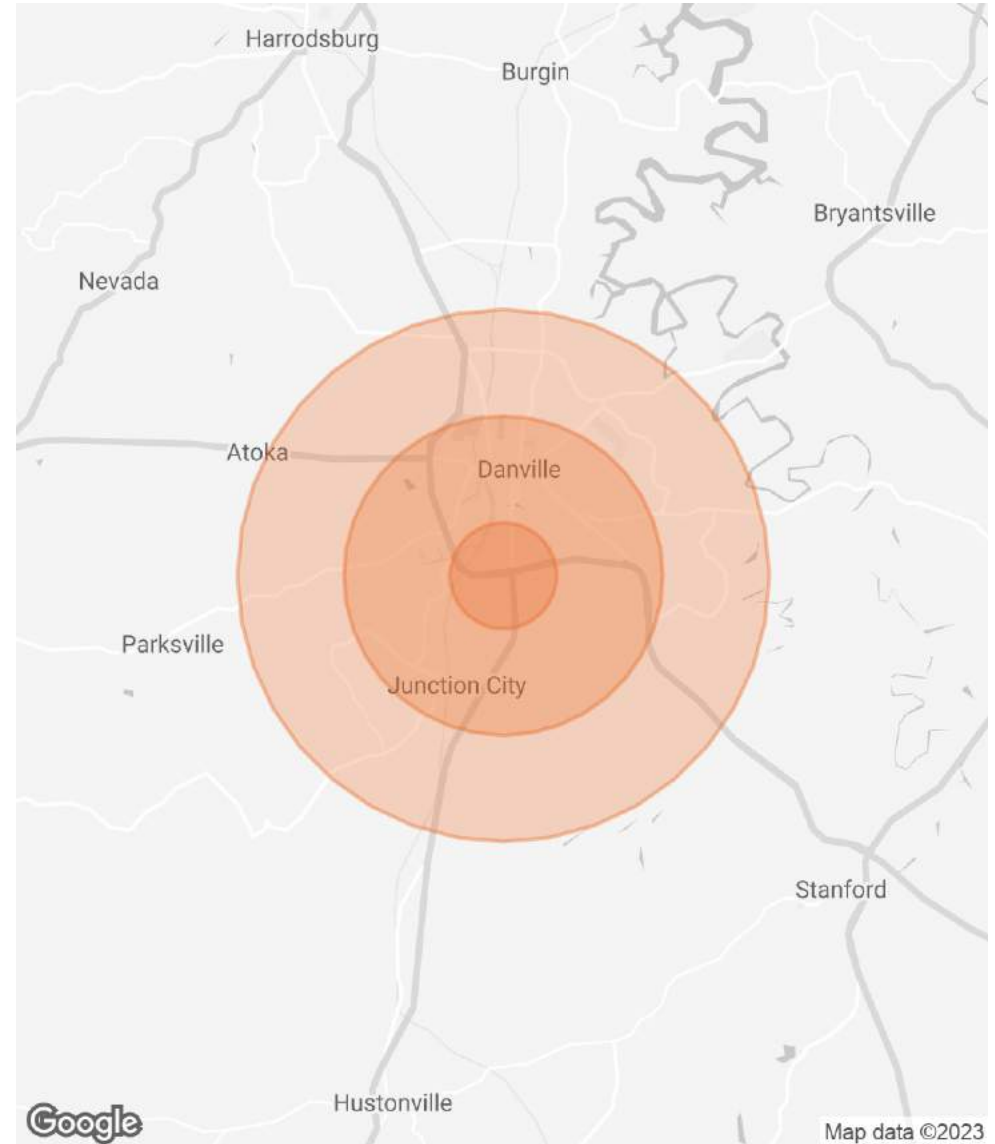 Harrodsburg
Burgin
Bryantsville
Nevada
Atoka
Danville
Parksville
Junction City
Stanford
Hustonville
Google
Map data ©2023